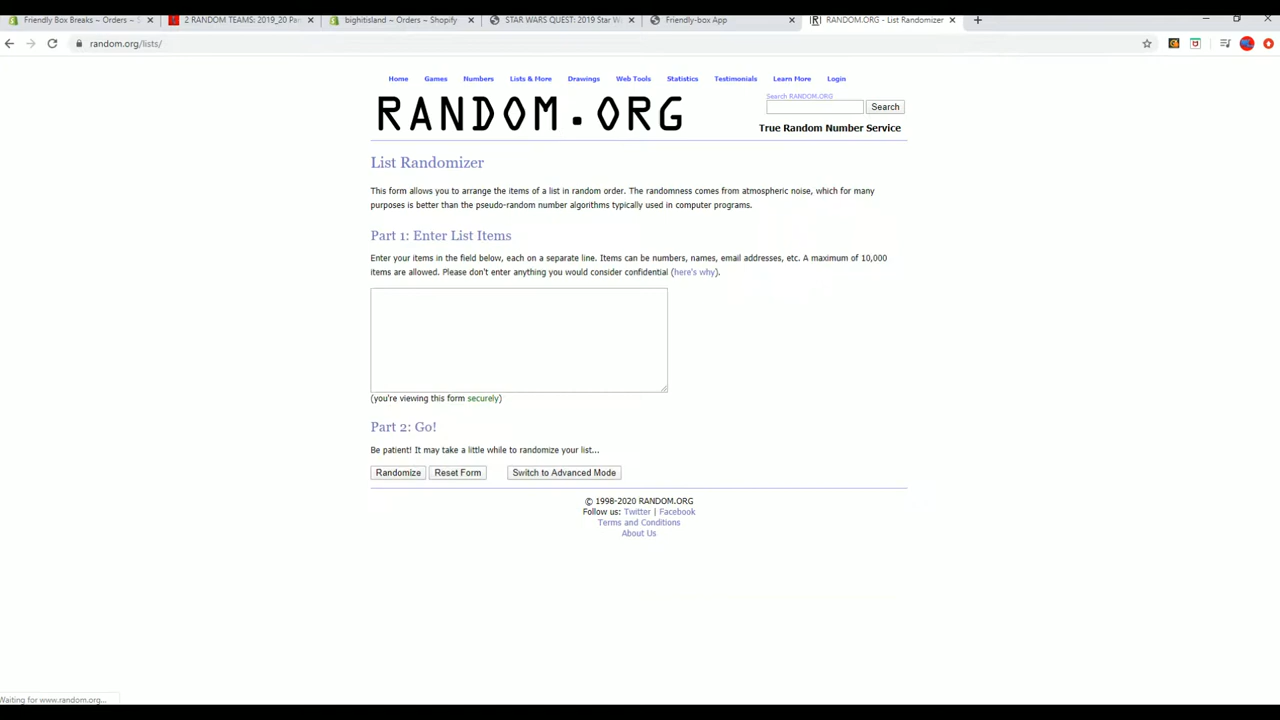 Friendly Box Breaks ~ Orders ~ S
2 RANDOM TEAMS: 2019_20 Pa
bighitisland ~ Orders ~ Shopify
STAR WARS QUEST: 2019 Star W
Friendly-box App
RANDOM.ORG - List Randomizer
random.org/lists/
Home Games Numbers Lists & More Drawings Web Tools Statistics Testimonials Learn More Login
RANDOM.ORG
Search RANDOM.ORG
Search
True Random Number Service
List Randomizer
This form allows you to arrange the items of a list in random order. The randomness comes from atmospheric noise, which for many
purposes is better than the pseudo-random number algorithms typically used in computer programs.
Part 1: Enter List Items
Enter your items in the field below, each on a separate line. Items can be numbers, names, email addresses, etc. A maximum of 10,000
items are allowed. Please don't enter anything you would consider confidential (here's why).
(you're viewing this form securely)
Part 2: Go!
Be patient! It may take a little while to randomize your list...
Randomize Reset Form Switch to Advanced Mode
© 1998-2020 RANDOM.ORG
Follow us: Twitter | Facebook
Terms and Conditions
About Us
Waiting for www.random.org...